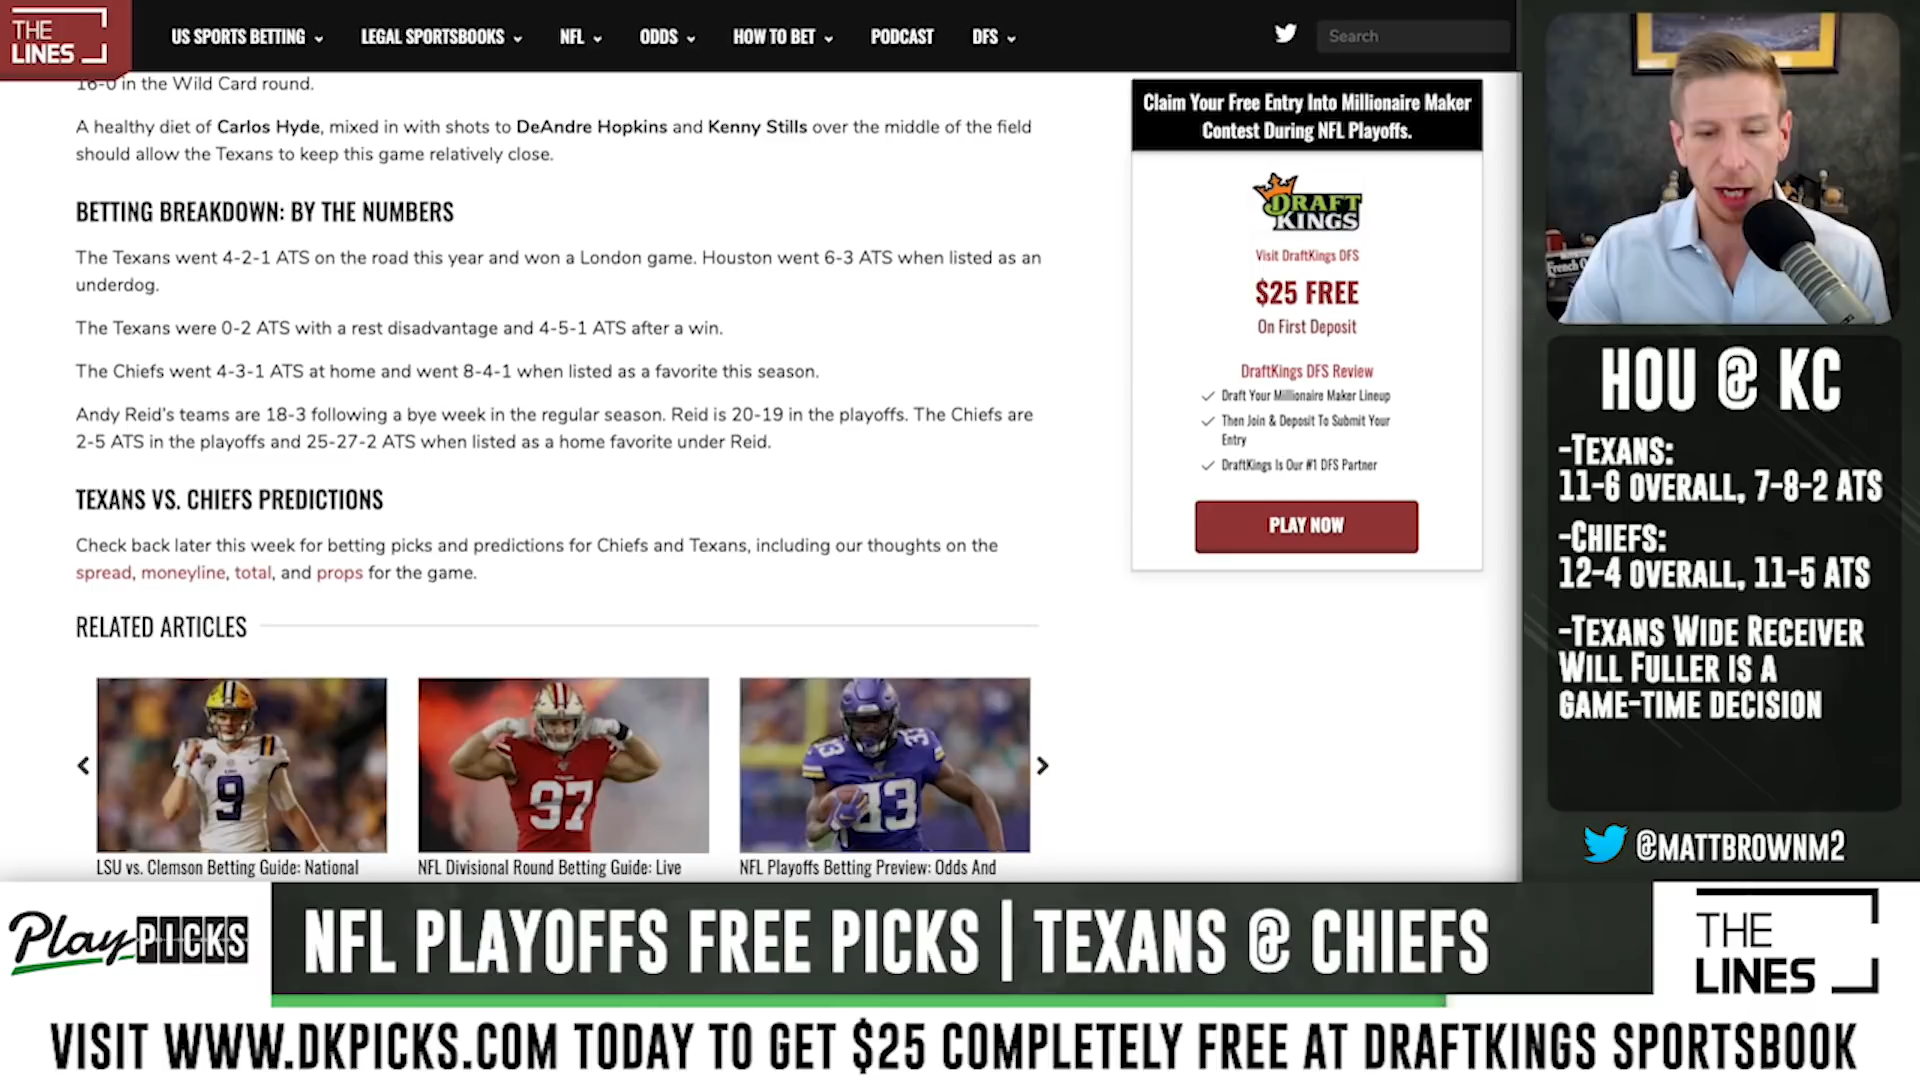 THE
LINES
US SPORTS BETTING
LEGAL SPORTSBOOKS
NFL
ODDS
HOW TO BET
PODCAST
DFS
Search
16-0 in the Wild Card round.
A healthy diet of Carlos Hyde, mixed in with shots to DeAndre Hopkins and Kenny Stills over the middle of the field
should allow the Texans to keep this game relatively close.
BETTING BREAKDOWN: BY THE NUMBERS
The Texans went 4-2-1 ATS on the road this year and won a London game. Houston went 6-3 ATS when listed as an
underdog.
The Texans were 0-2 ATS with a rest disadvantage and 4-5-1 ATS after a win.
The Chiefs went 4-3-1 ATS at home and went 8-4-1 when listed as a favorite this season.
Andy Reid's teams are 18-3 following a bye week in the regular season. Reid is 20-19 in the playoffs. The Chiefs are
2-5 ATS in the playoffs and 25-27-2 ATS when listed as a home favorite under Reid.
TEXANS VS. CHIEFS PREDICTIONS
Check back later this week for betting picks and predictions for Chiefs and Texans, including our thoughts on the
spread, moneyline, total, and props for the game.
RELATED ARTICLES
9
97
33
33
LSU vs. Clemson Betting Guide: National
NFL Divisional Round Betting Guide: Live
NFL Playoffs Betting Preview: Odds And
Claim Your Free Entry Into Millionaire Maker
Contest During NFL Playoffs.
DRAFT
KINGS
Visit DraftKings DFS
$25 FREE
On First Deposit
DraftKings DFS Review
Draft Your Millionaire Maker Lineup
Then Join & Deposit To Submit Your
Entry
DraftKings Is Our #1 DFS Partner
PLAY NOW
HOU @ KC
-TEXANS:
11-6 OVERALL, 7-8-2 ATS
-CHIEFS:
12-4 OVERALL, 11-5 ATS
-TEXANS WIDE RECEIVER
WILL FULLER IS A
GAME-TIME DECISION
@MATTBROWNM2
Play PICKS
NFL PLAYOFFS FREE PICKS | TEXANS @ CHIEFS
THE
LINES
VISIT WWW.DKPICKS.COM TODAY TO GET $25 COMPLETELY FREE AT DRAFTKINGS SPORTSBOOK